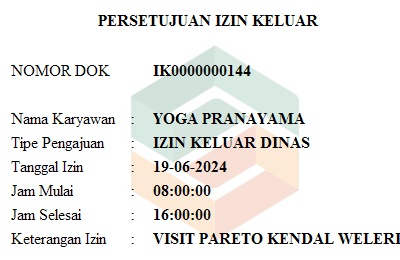 PERSETUJUAN IZIN KELUAR
NOMOR DOK IK0000000144
Nama Karyawan : YOGA PRANAYAMA
Tipe Pengajuan : IZIN KELUAR DINAS
Tanggal Izin : 19-06-2024
Jam Mulai : 08:00:00
Jam Selesai : 16:00:00
Keterangan Izin : VISIT PARETO KENDAL WELERI